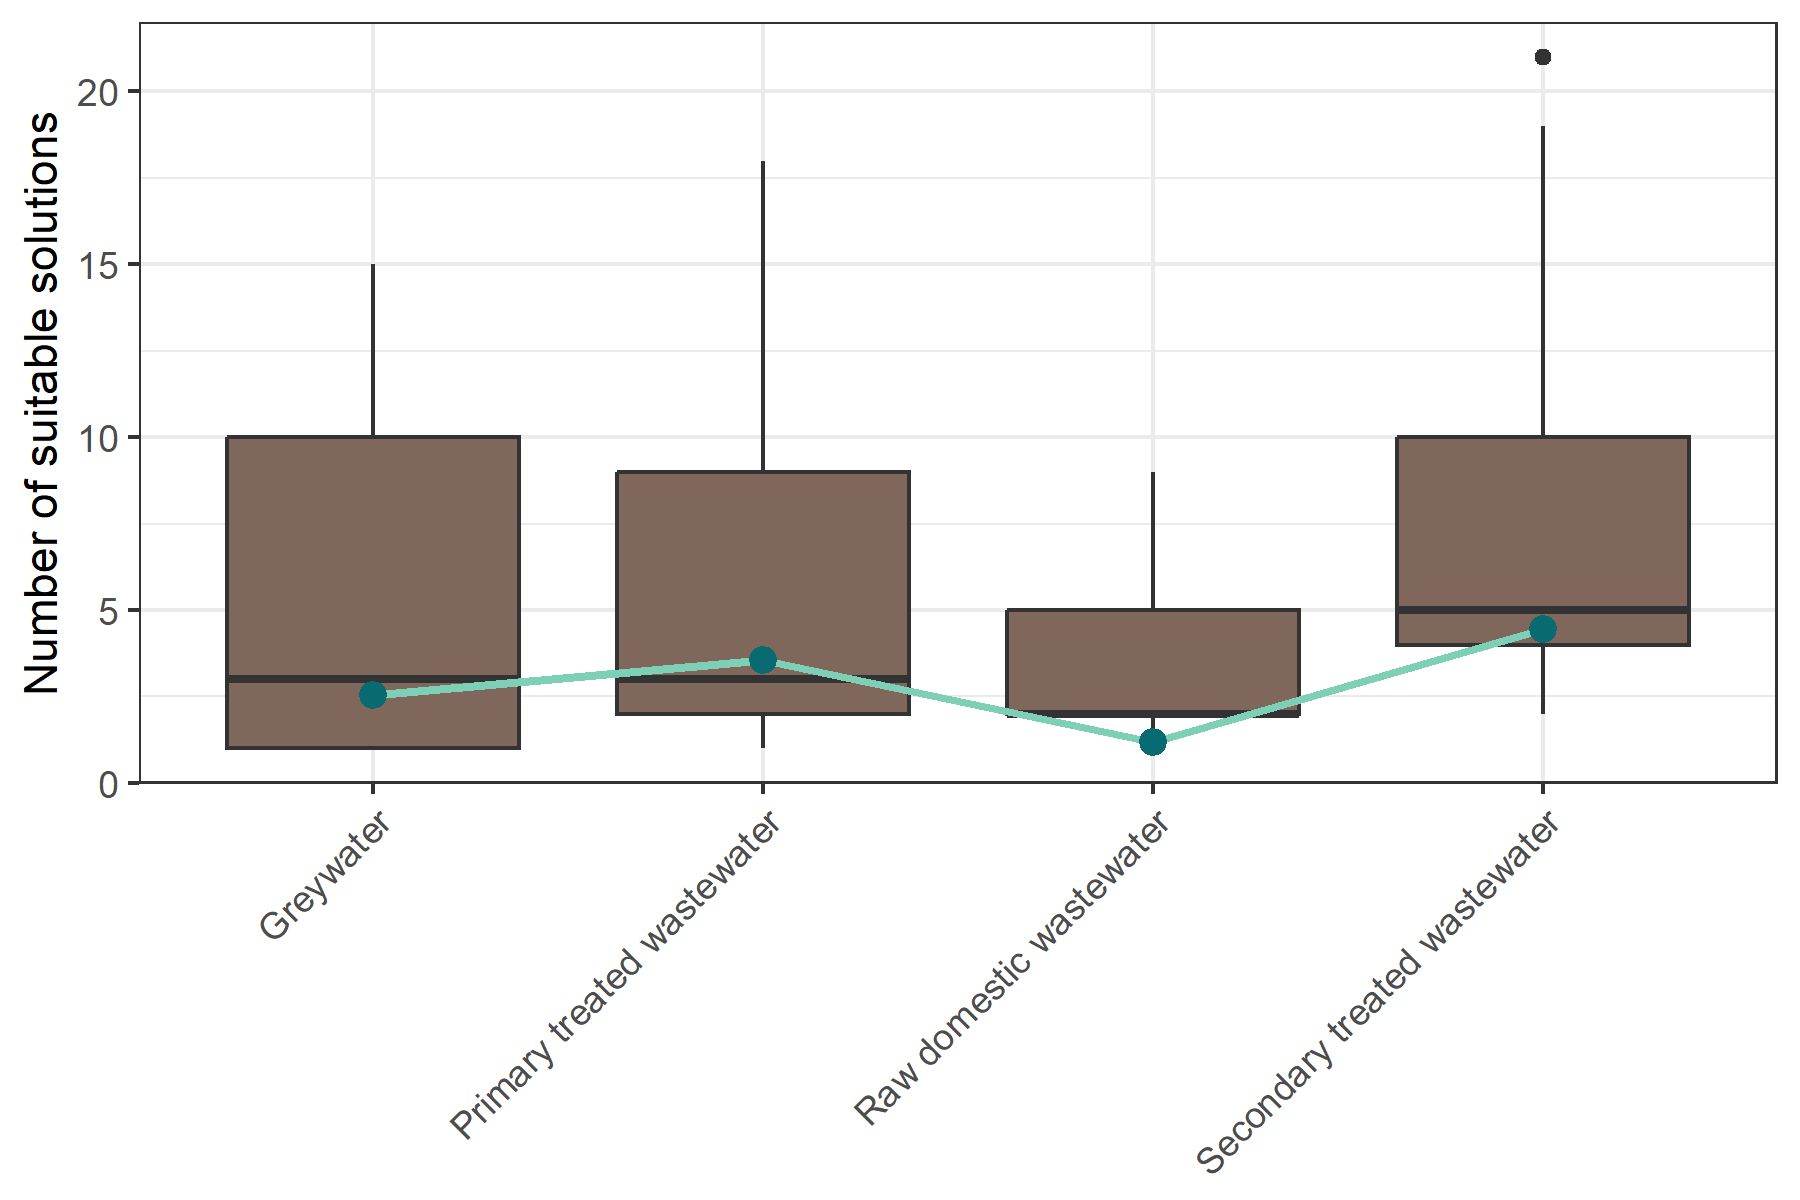 Number of suitable solutions
20
15
10
5
0
Greywater
Primary treated wastewater
Raw domestic wastewater
Secondary treated wastewater